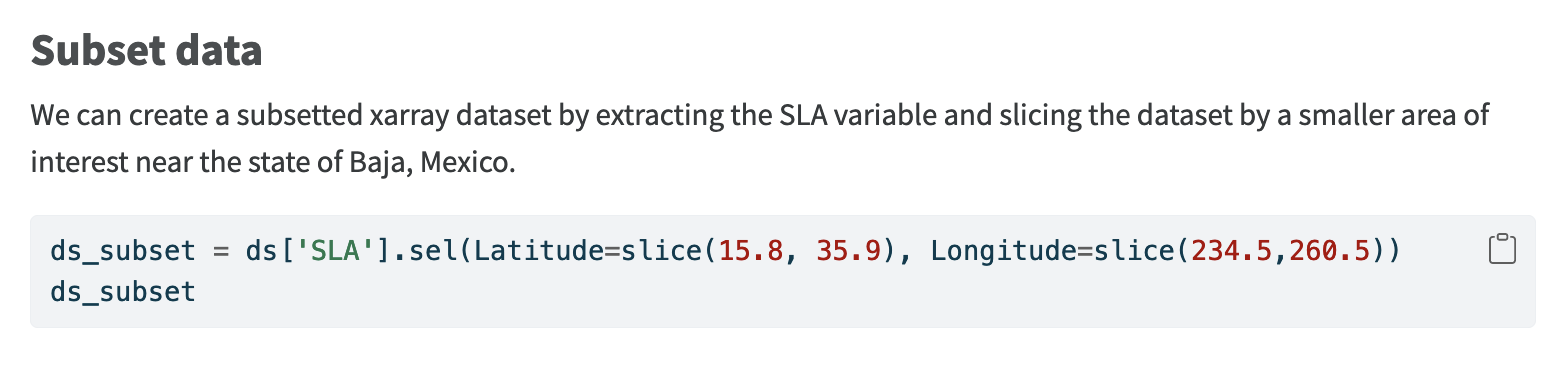 Subset data
We can create a subsetted xarray dataset by extracting the SLA variable and slicing the dataset by a smaller area of
interest near the state of Baja, Mexico.
ds_subset = ds['SLA'].sel(Latitude=slice(15.8, 35.9), Longitude=slice(234.5,260.5))
ds_subset